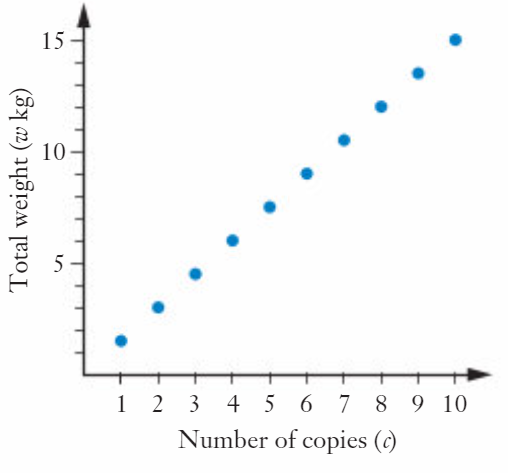 15
10
5
Total weight (w kg)
1 2 3 4 5 6 7 8 9 10
Number of copies (c)